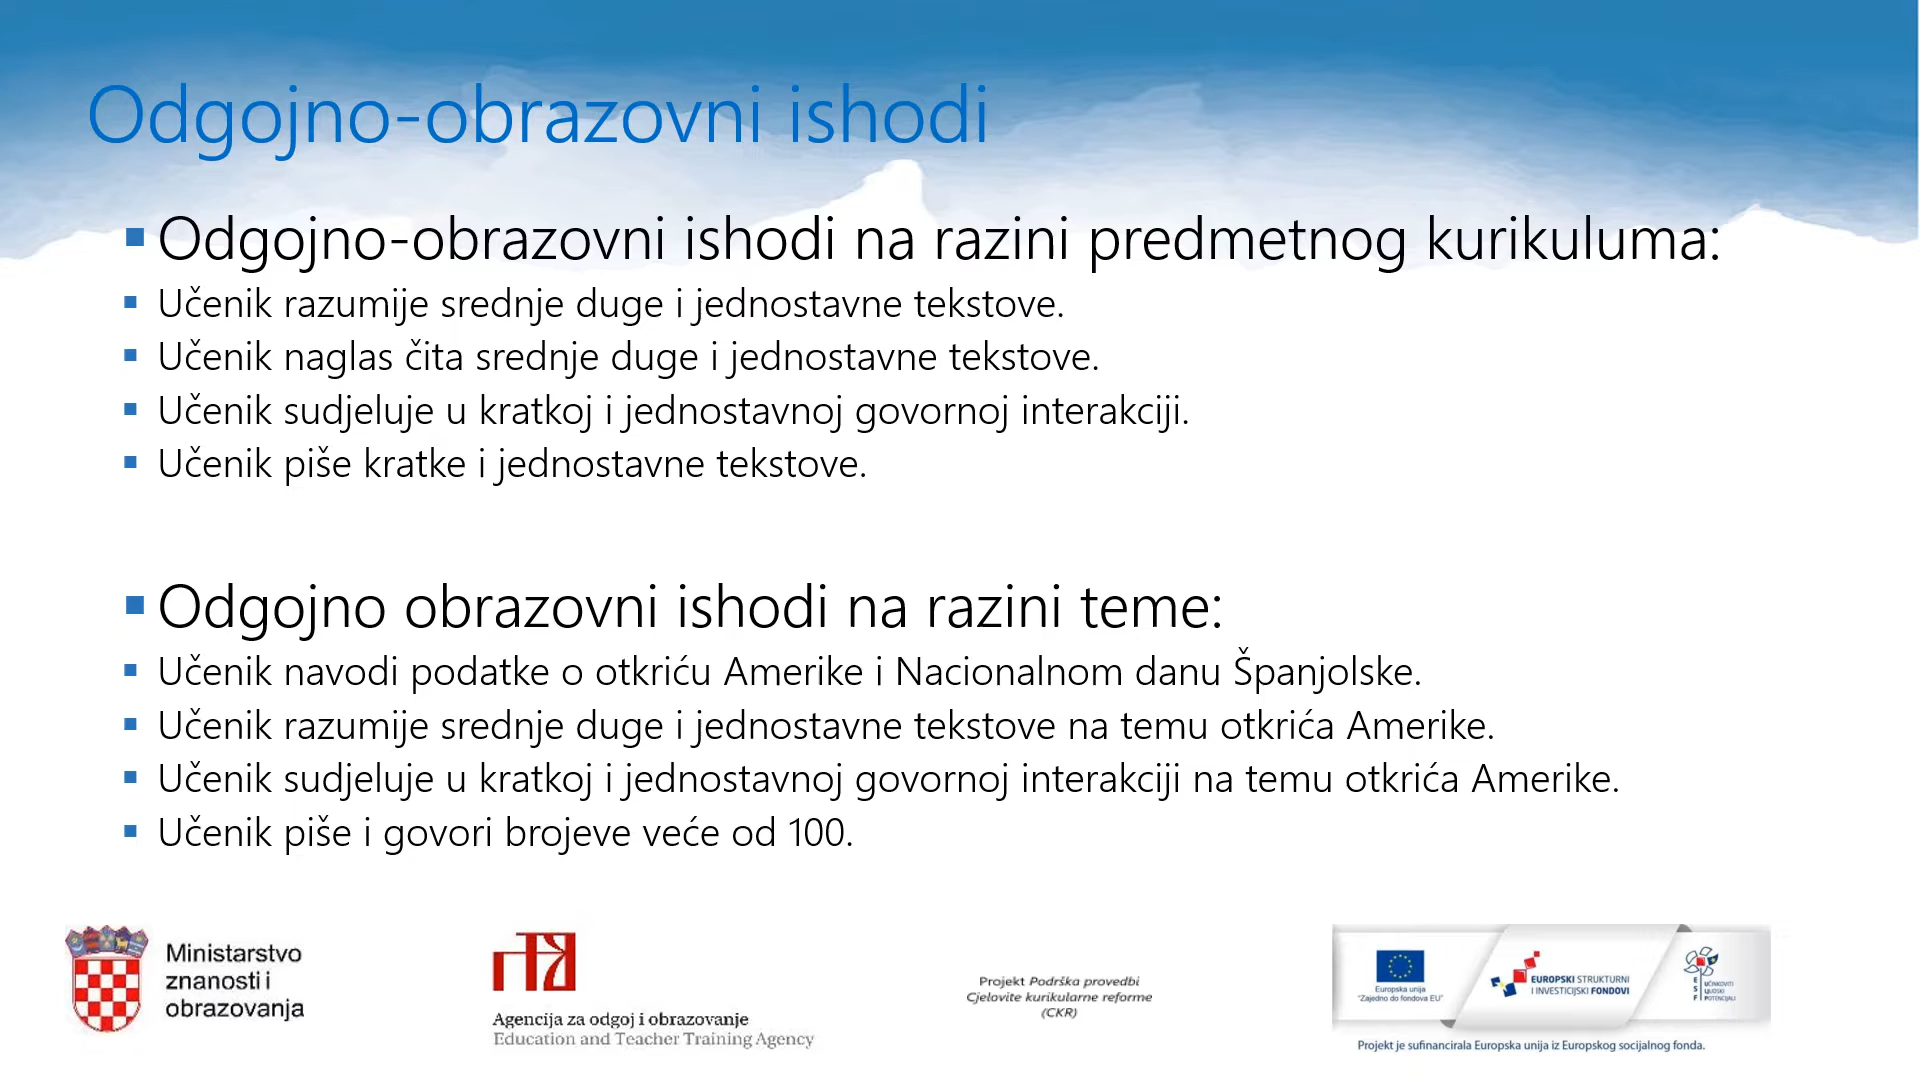 Odgojno-obrazovni ishodi
Odgojno-obrazovni ishodi na razini predmetnog kurikuluma:
Učenik razumije srednje duge i jednostavne tekstove.
Učenik naglas čita srednje duge i jednostavne tekstove.
Učenik sudjeluje u kratkoj i jednostavnoj govornoj interakciji.
Učenik piše kratke i jednostavne tekstove.
Odgojno obrazovni ishodi na razini teme:
Učenik navodi podatke o otkriću Amerike i Nacionalnom danu Španjolske.
Učenik razumije srednje duge i jednostavne tekstove na temu otkrića Amerike.
Učenik sudjeluje u kratkoj i jednostavnoj govornoj interakciji na temu otkrića Amerike.
Učenik piše i govori brojeve veće od 100.
Ministarstvo
znanosti i
obrazovanja
Agencija za odgoj i obrazovanje
Education and Teacher Training Agency
Projekt Podrška provedbi
Cjelovite kurikularne reforme
(CKR)
Europska unija
"Zajedno do fondova EU"
EUROPSKI STRUKTURNI
I INVESTICIJSKI FONDOVI
ESF
UČINKOVITI
LJUDSKI
POTENCIJALI
Projekt je sufinancirala Europska unija iz Europskog socijalnog fonda.